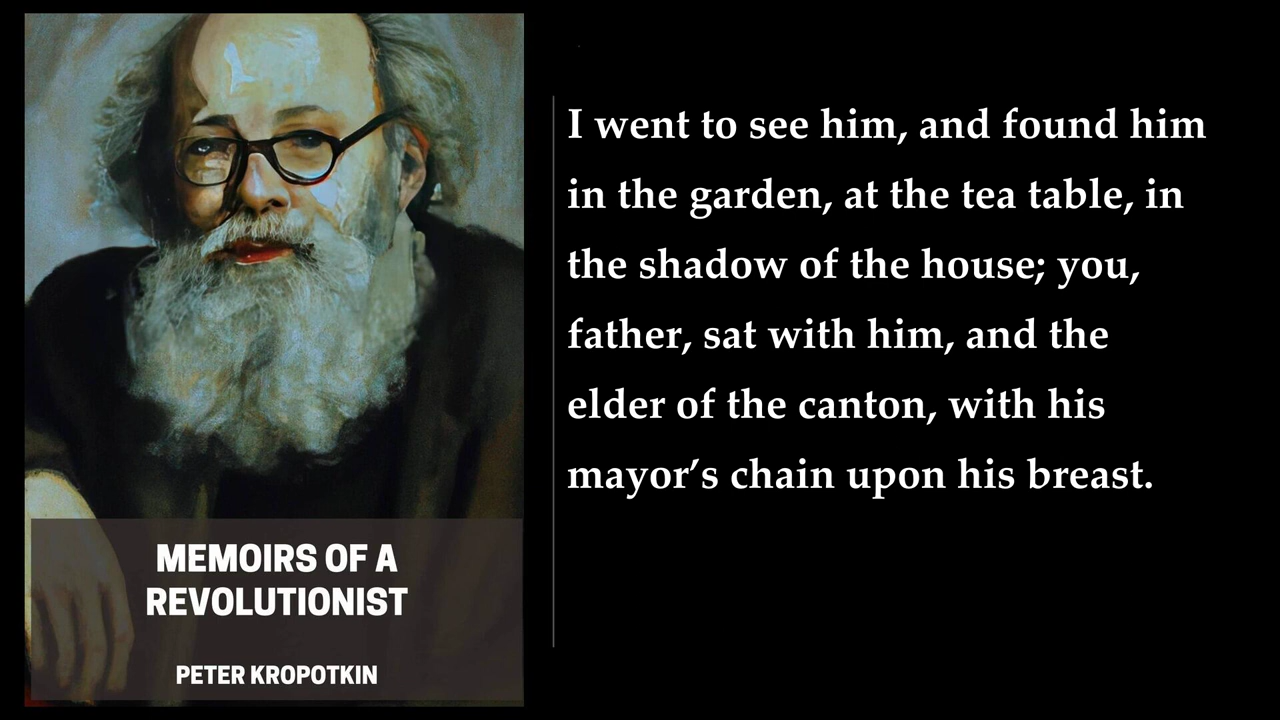 MEMOIRS OF A
REVOLUTIONIST
PETER KROPOTKIN
I went to see him, and found him
in the garden, at the tea table, in
the shadow of the house; you,
father, sat with him, and the
elder of the canton, with his
mayor’s chain upon his breast.